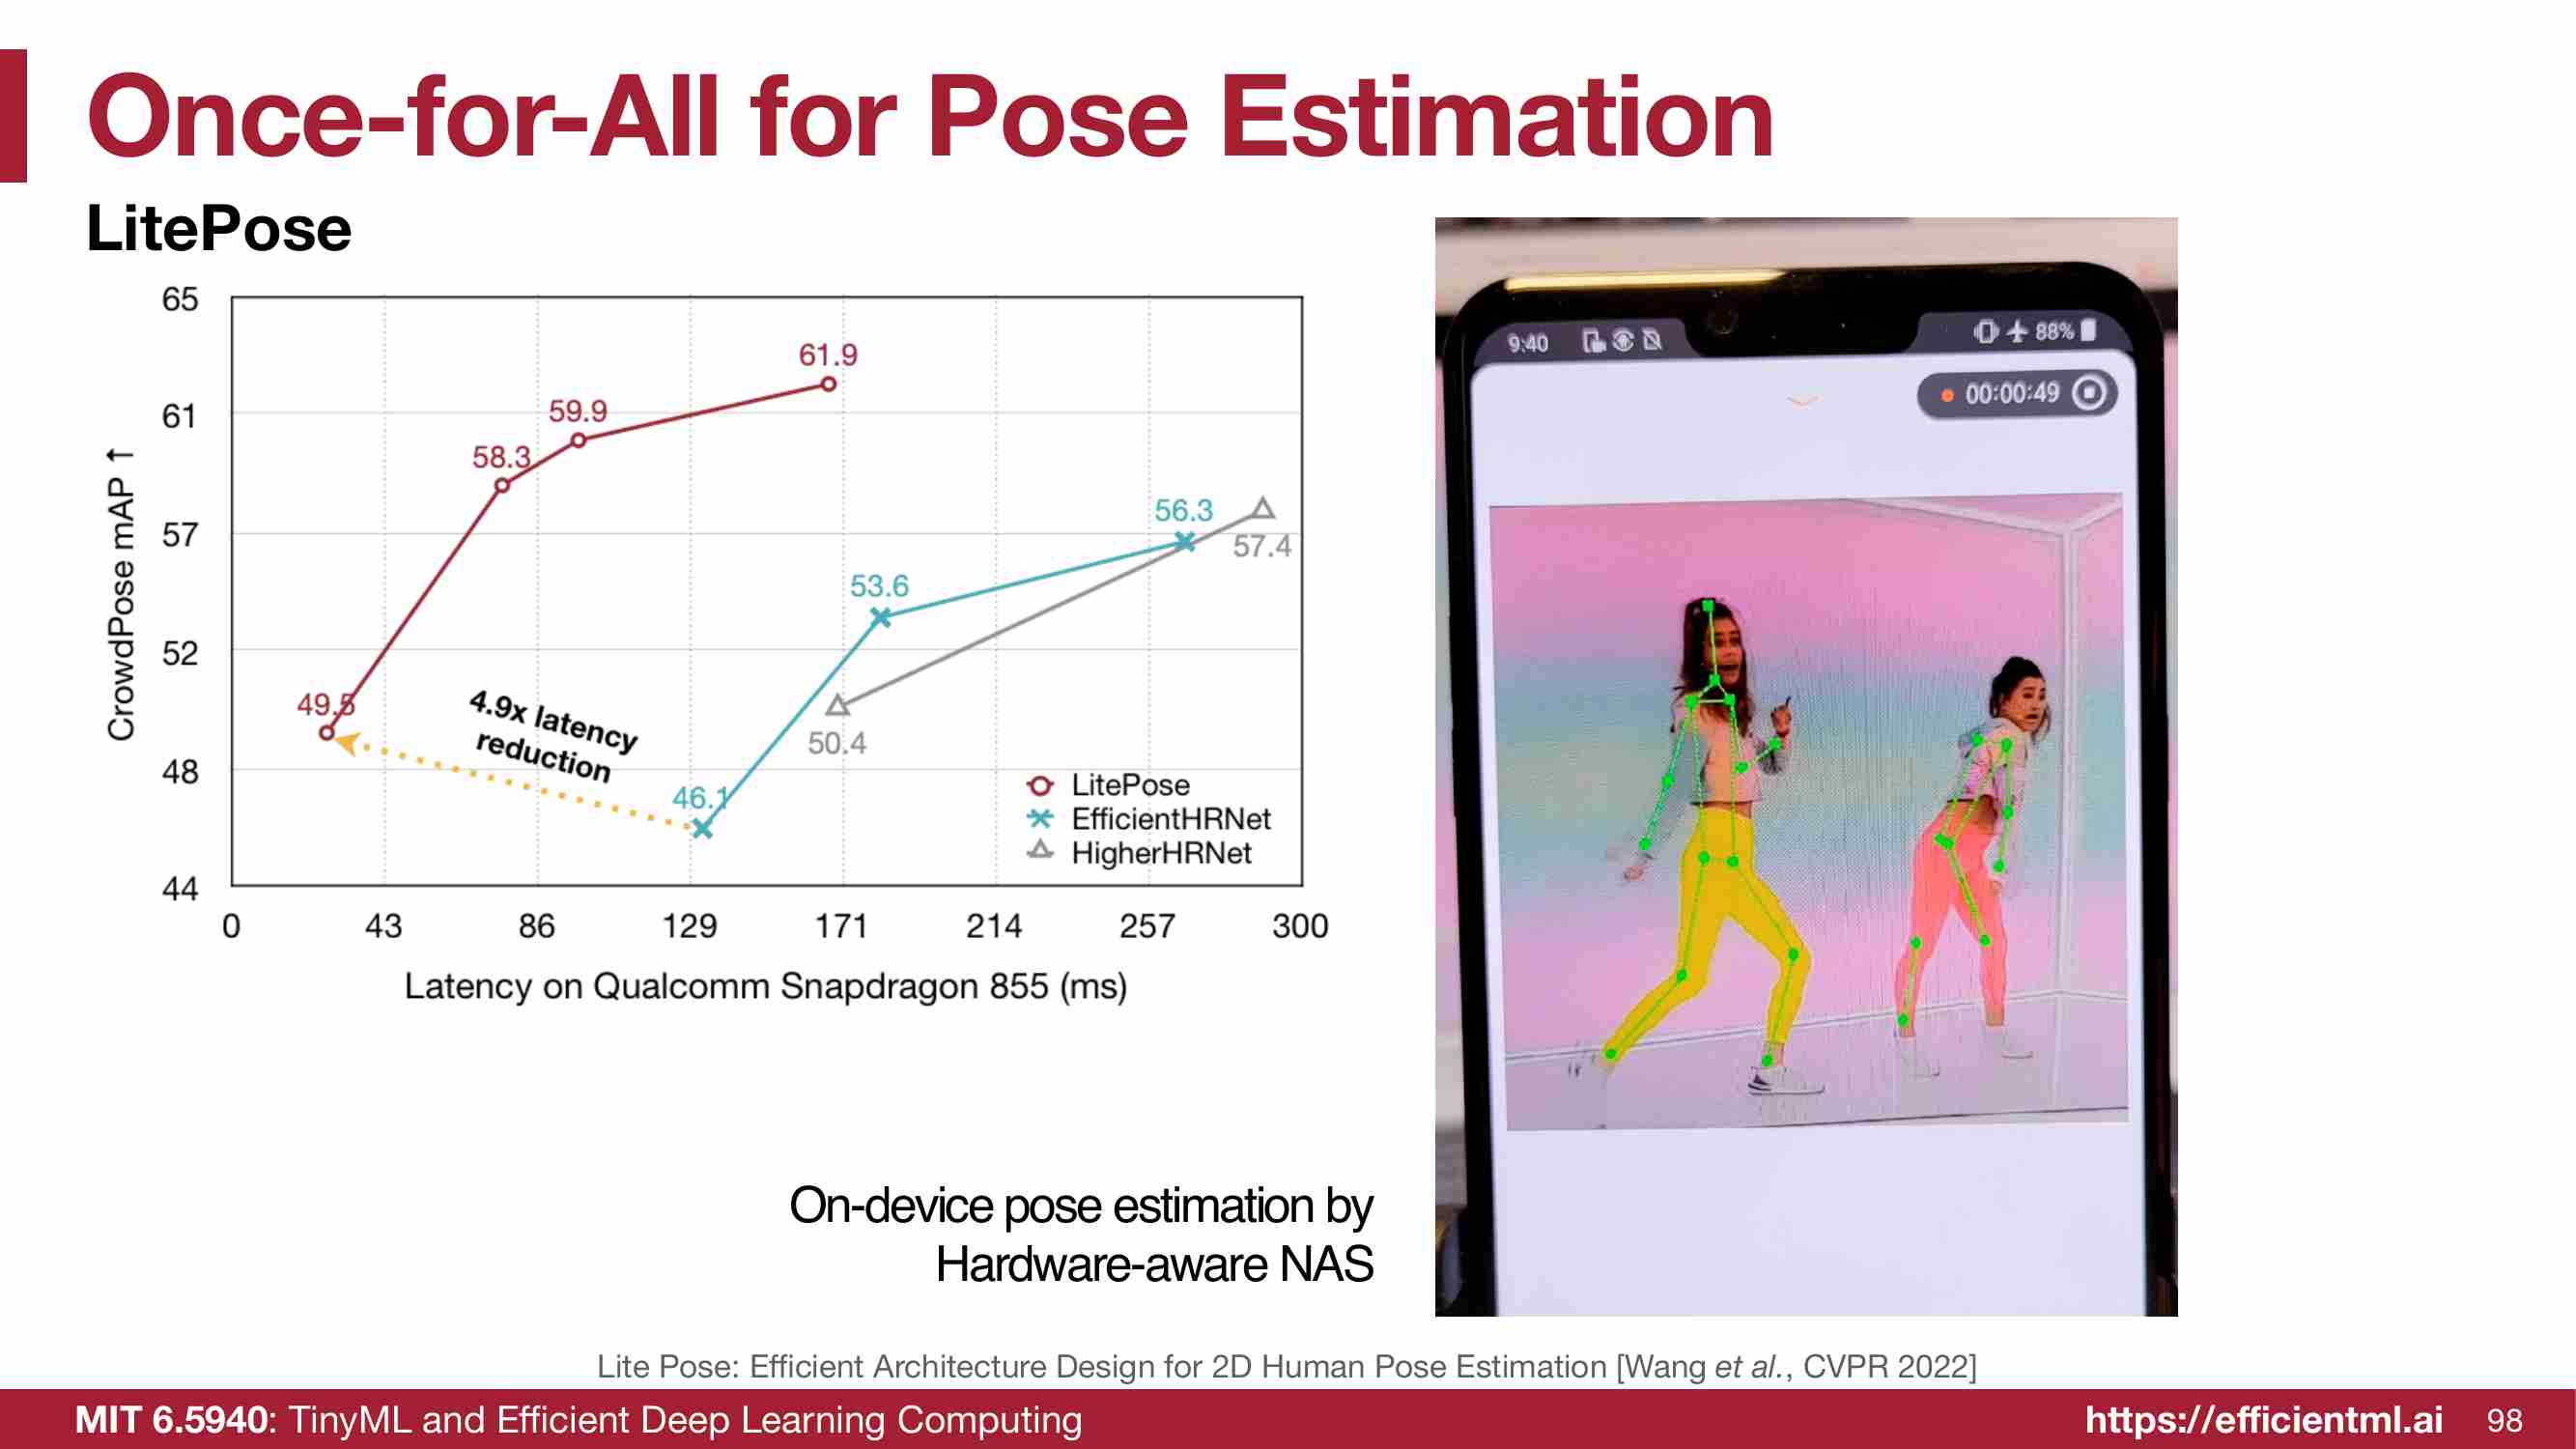 Once-for-All for Pose Estimation
LitePose
65
61
57
52
48
44
CrowdPose mAP ↑
49.5
58.3
59.9
61.9
46.1
53.6
56.3
50.4
57.4
4.9x latency
reduction
LitePose
EfficientHRNet
HigherHRNet
0 43 86 129 171 214 257 300
Latency on Qualcomm Snapdragon 855 (ms)
9:40 88%
00:00:49
On-device pose estimation by
Hardware-aware NAS
Lite Pose: Efficient Architecture Design for 2D Human Pose Estimation [Wang et al., CVPR 2022]
MIT 6.5940: TinyML and Efficient Deep Learning Computing https://efficientml.ai 98